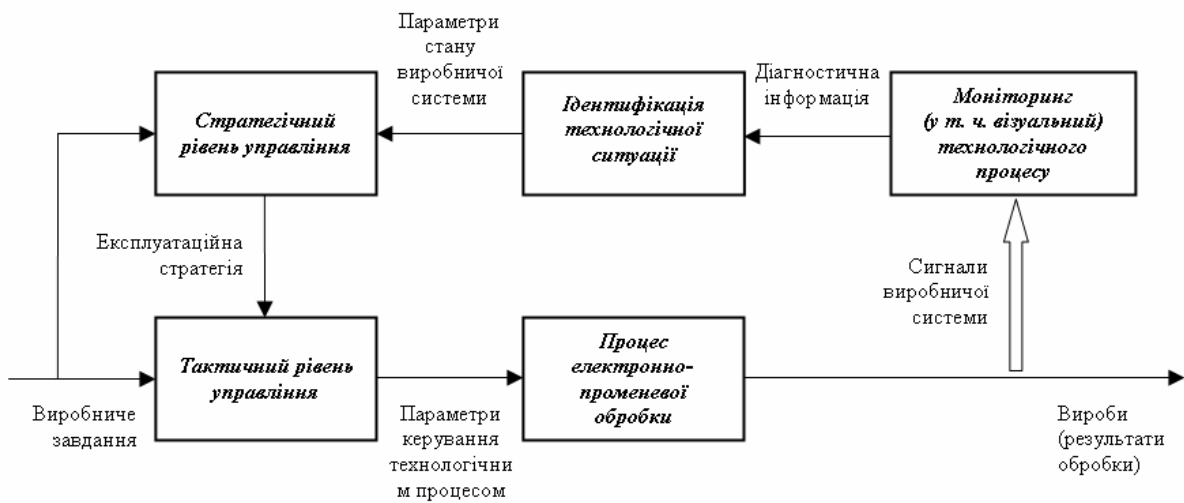 Параметри
стану
виробничої
системи
Діагностична
інформація
Стратегічний
рівень управління
Ідентифікація
технологічної
ситуації
Моніторинг
(у т. ч. візуальний)
технологічного
процесу
Експлуатаційна
стратегія
Сигнали
виробничої
системи
Тактичний рівень
управління
Процес
електронно-
променевої
обробки
Виробниче
завдання
Параметри
керування
технологічни
м процесом
Вироби
(результати
обробки)